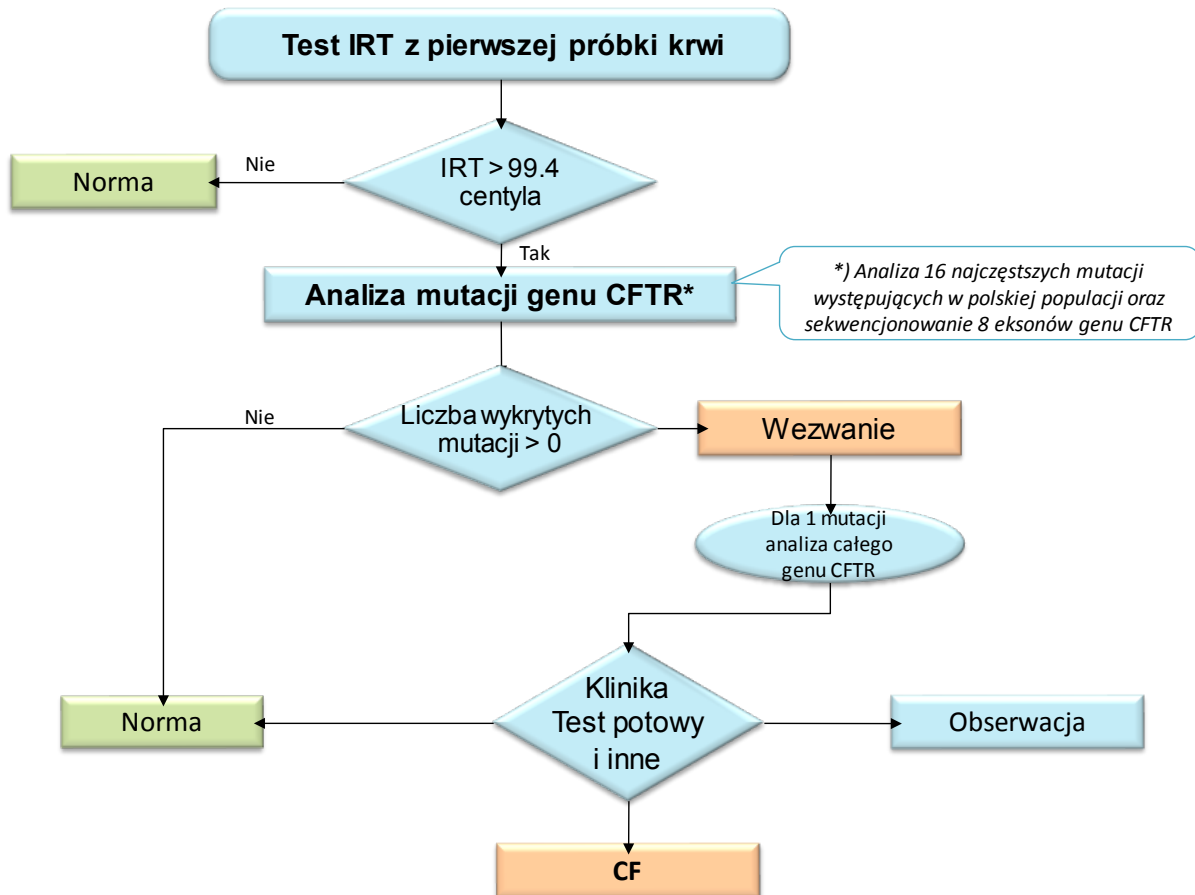 Test IRT z pierwszej próbki krwi
IRT > 99.4
centyla
Nie
Norma
Tak
Analiza mutacji genu CFTR*
*) Analiza 16 najczęstszych mutacji
występujących w polskiej populacji oraz
sekwencjonowanie 8 eksonów genu CFTR
Liczba wykrytych
mutacji > 0
Nie
Wezwanie
Dla 1 mutacji
analiza całego
genu CFTR
Klinika
Test potowy
i inne
Norma
Obserwacja
CF